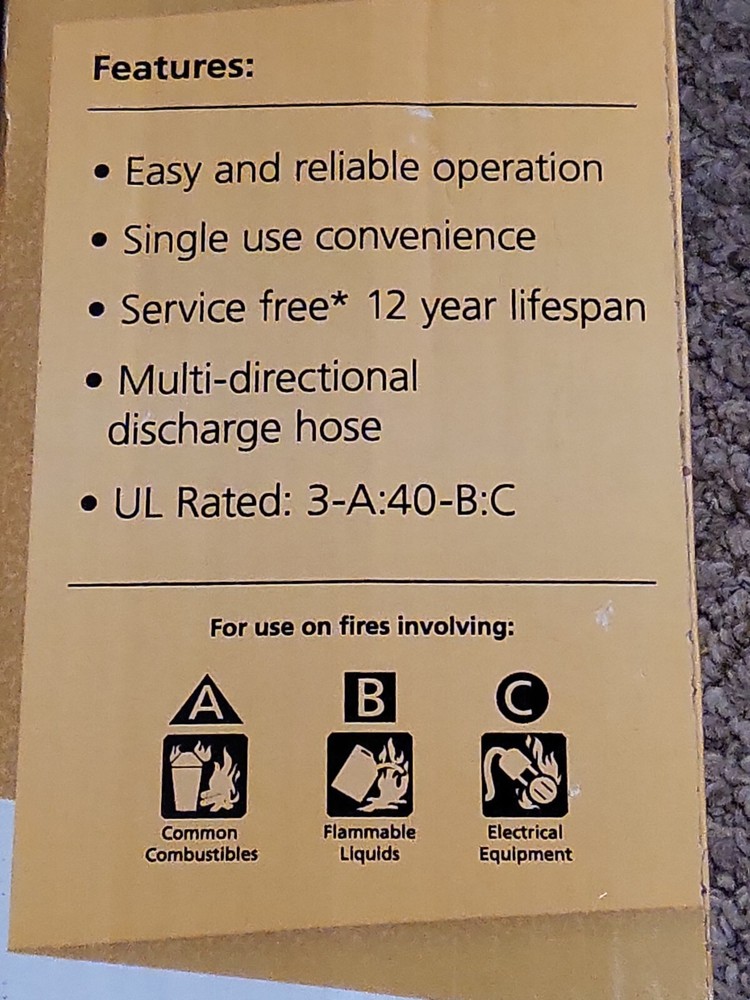 Features:
• Easy and reliable operation
• Single use convenience
• Service free* 12 year lifespan
• Multi-directional
discharge hose
• UL Rated: 3-A:40-B:C
For use on fires involving:
A B C
Common Flammable Electrical
Combustibles Liquids Equipment